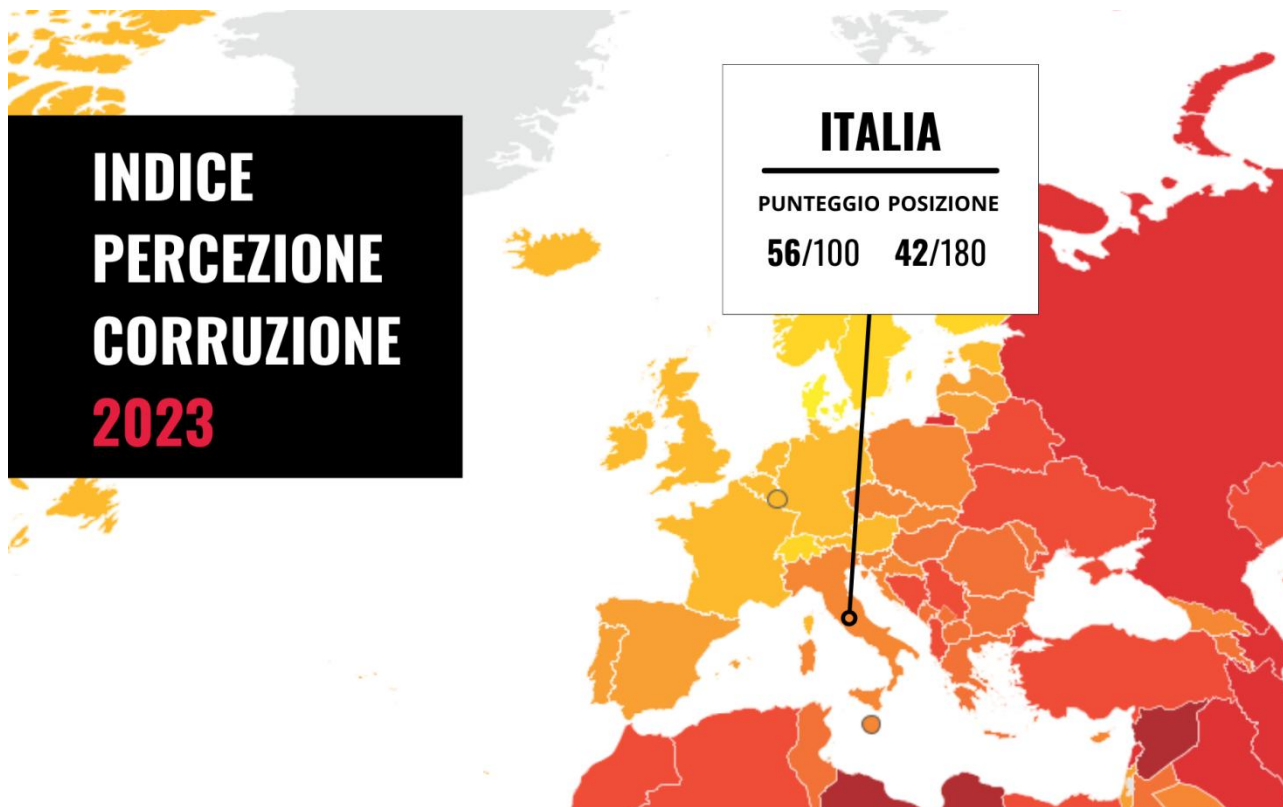 INDICE
PERCEZIONE
CORRUZIONE
2023
ITALIA
PUNTEGGIO POSIZIONE
56/100 42/180